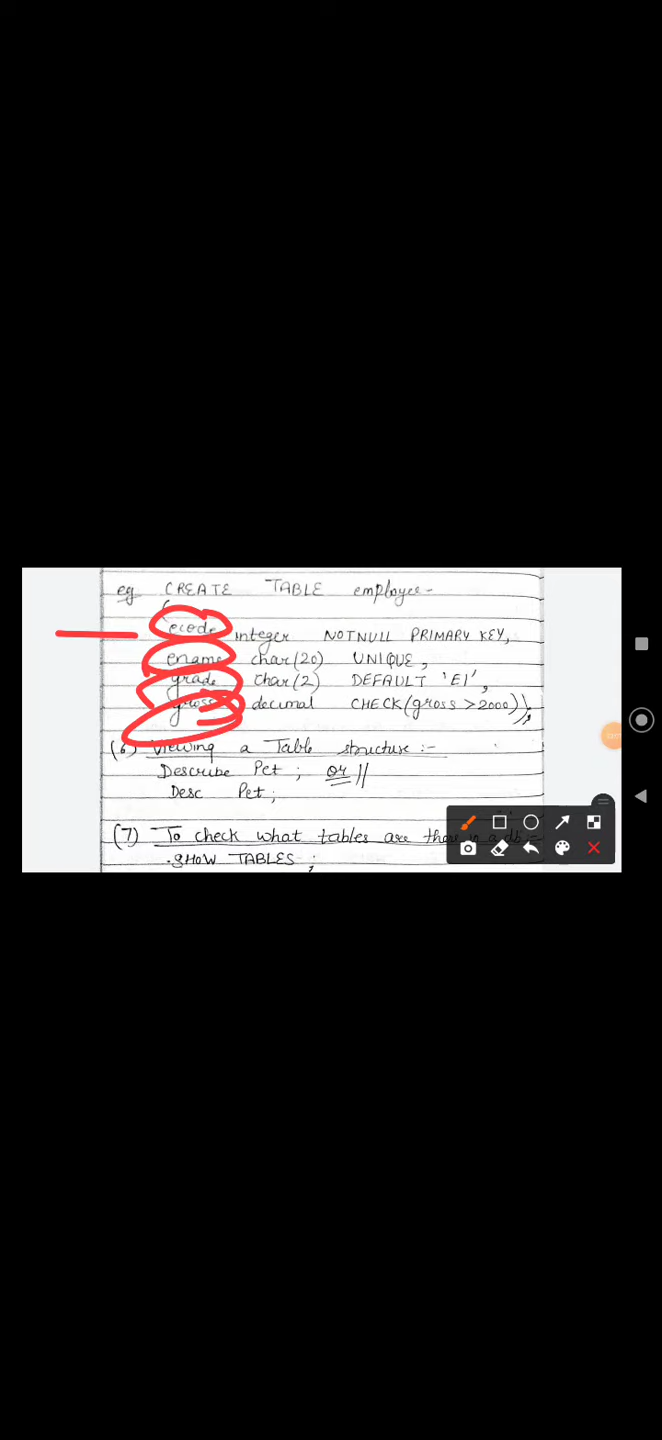 eg CREATE TABLE employee-
(
ecode integer NOTNULL PRIMARY KEY,
ename char(20) UNIQUE,
grade char(2) DEFAULT 'E1',
gross decimal CHECK(gross > 2000));
(6) Viewing a Table structure :-
Describe Pet ; or //
Desc Pet ;
(7) To check what tables are there in a db :-
.SHOW TABLES ;